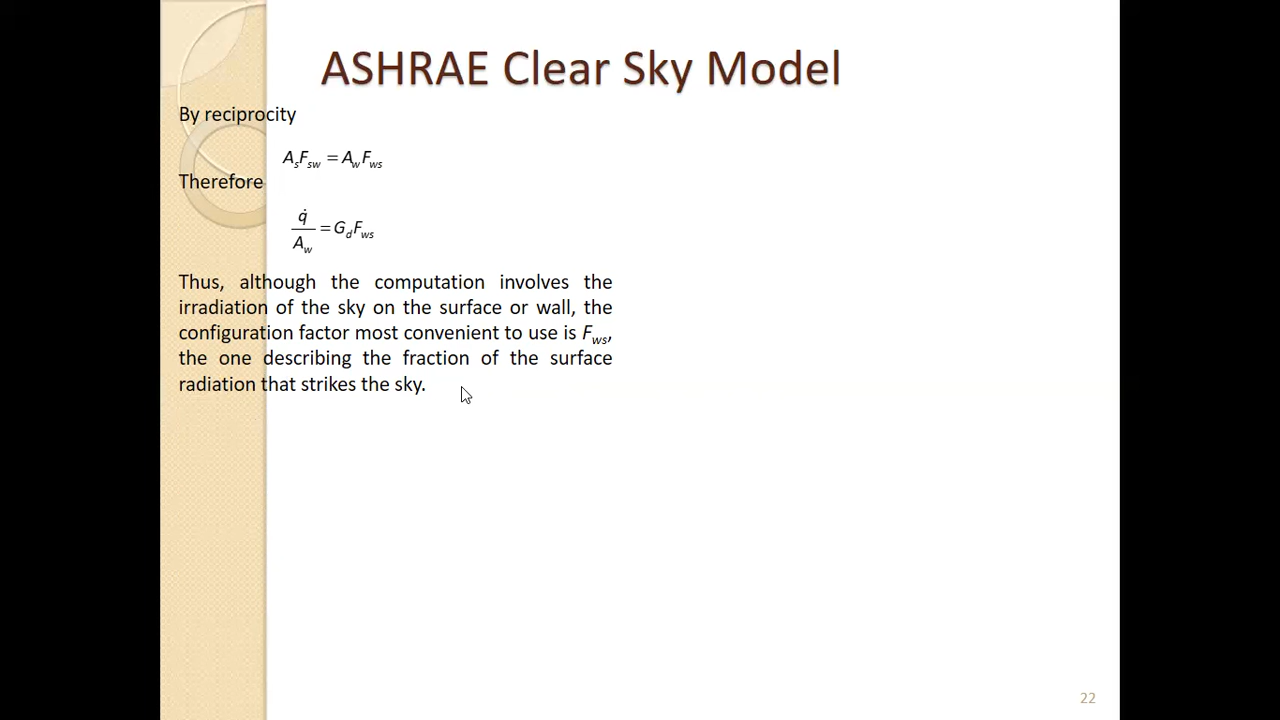 ASHRAE Clear Sky Model
By reciprocity
AsFsw = AwFws
Therefore
q̇/Aw = GdFws
Thus, although the computation involves the
irradiation of the sky on the surface or wall, the
configuration factor most convenient to use is Fws,
the one describing the fraction of the surface
radiation that strikes the sky.
22